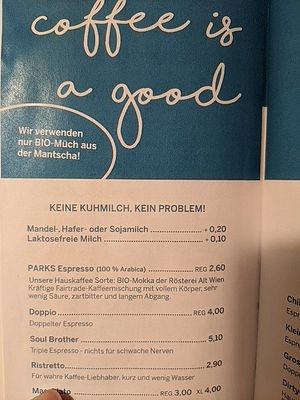 coffee is
a good
Wir verwenden
nur BIO-Müch aus
der Mantscha!
KEINE KUHMILCH, KEIN PROBLEM!
Mandel-, Hafer- oder Sojamilch + 0,20
Laktosefreie Milch + 0,10
PARKS Espresso (100 % Arabica) REG 2,60
Unsere Hauskaffee Sorte: BIO-Mokka der Rösterei Alt Wien
Kräftige Fairtrade-Kaffeemischung mit vollem Körper, sehr
wenig Säure, zartbitter und langem Abgang.
Doppio REG 4,00
Doppelter Espresso
Soul Brother 5,10
Triple Espresso - nichts für schwache Nerven
Ristretto 2,90
Für wahre Kaffee-Liebhaber, kurz und wenig Wasser
REG 3,00 XL 4,00